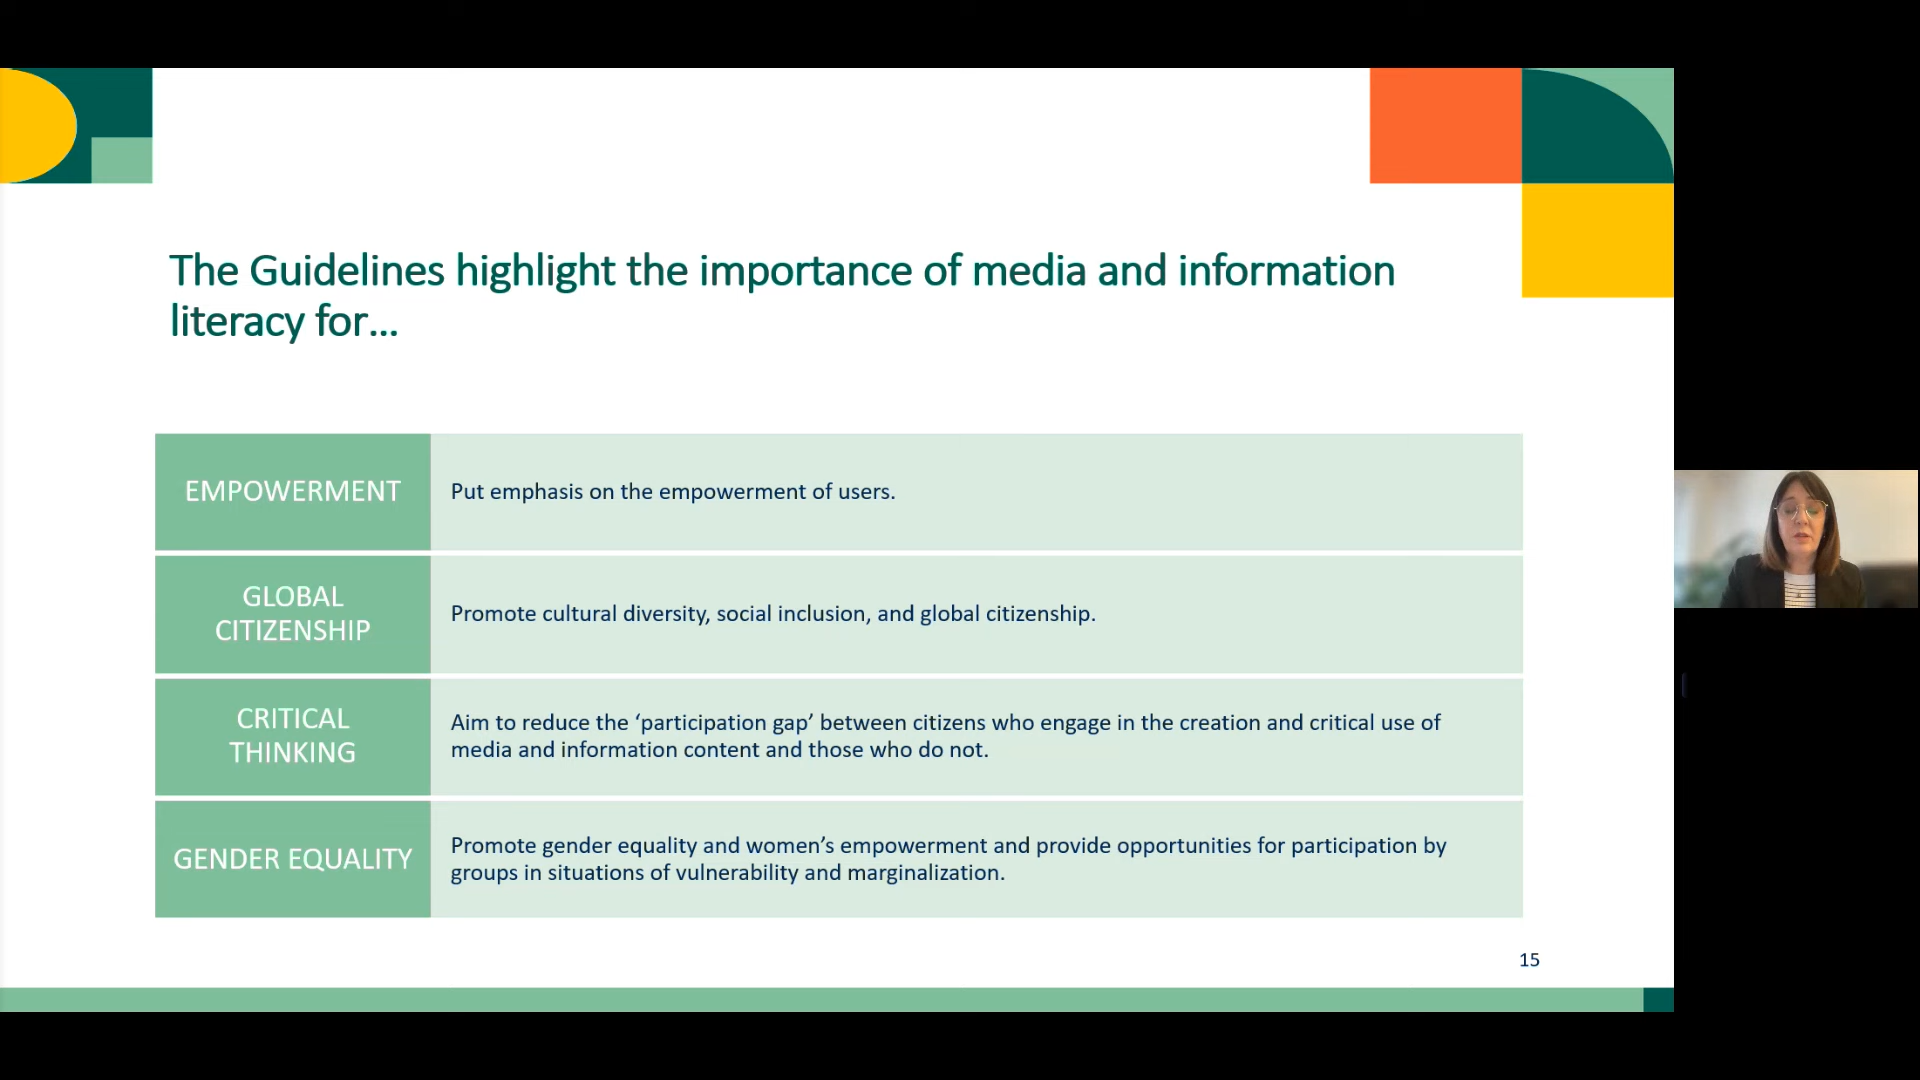 The Guidelines highlight the importance of media and information
literacy for...
EMPOWERMENT
Put emphasis on the empowerment of users.
GLOBAL
CITIZENSHIP
Promote cultural diversity, social inclusion, and global citizenship.
CRITICAL
THINKING
Aim to reduce the ‘participation gap’ between citizens who engage in the creation and critical use of
media and information content and those who do not.
GENDER EQUALITY
Promote gender equality and women’s empowerment and provide opportunities for participation by
groups in situations of vulnerability and marginalization.
15